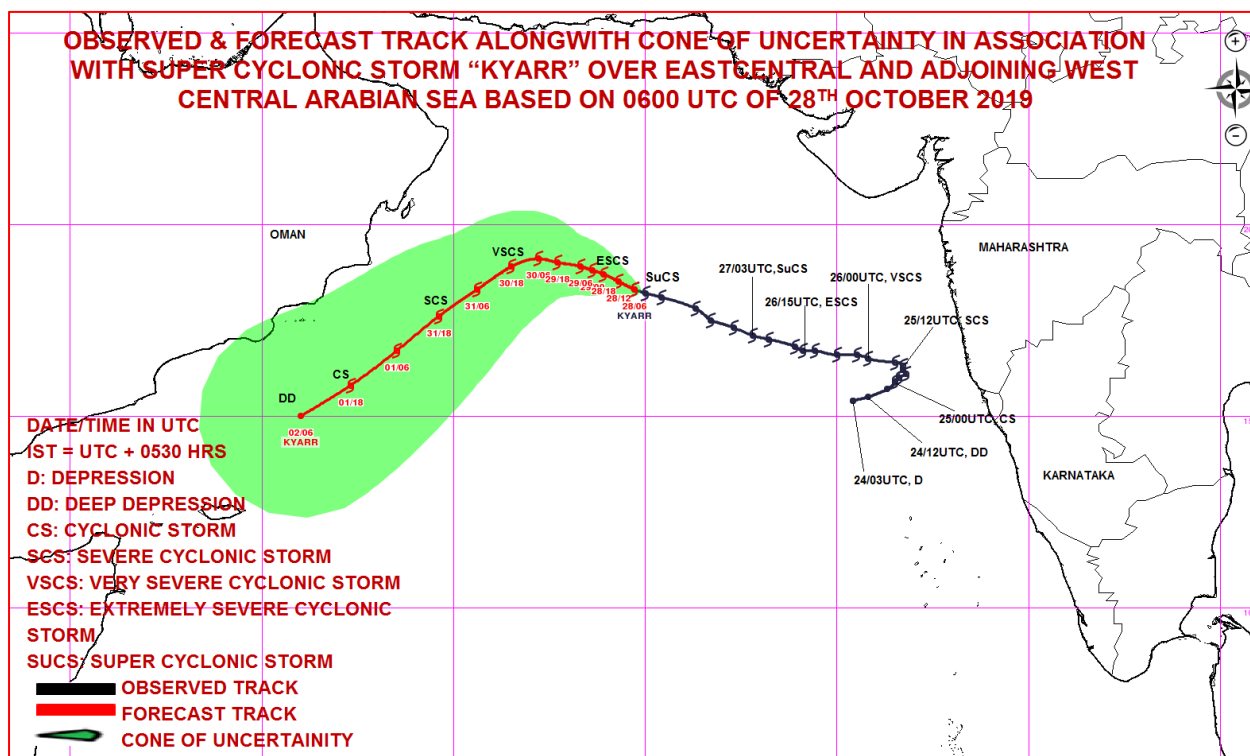 OBSERVED & FORECAST TRACK ALONGWITH CONE OF UNCERTAINTY IN ASSOCIATION
WITH SUPER CYCLONIC STORM “KYARR” OVER EASTCENTRAL AND ADJOINING WEST
CENTRAL ARABIAN SEA BASED ON 0600 UTC OF 28TH OCTOBER 2019
OMAN
MAHARASHTRA
KARNATAKA
VSCS
ESCS
SuCS
SCS
CS
DD
27/03UTC, SuCS
26/00UTC, VSCS
26/15UTC, ESCS
25/12UTC, SCS
25/00UTC, CS
24/12UTC, DD
24/03UTC, D
30/06
29/18
29/06
28/18
28/12
28/06
KYARR
30/18
31/06
31/18
01/06
01/18
02/06
KYARR
DATE/TIME IN UTC
IST = UTC + 0530 HRS
D: DEPRESSION
DD: DEEP DEPRESSION
CS: CYCLONIC STORM
SCS: SEVERE CYCLONIC STORM
VSCS: VERY SEVERE CYCLONIC STORM
ESCS: EXTREMELY SEVERE CYCLONIC
STORM
SUCS: SUPER CYCLONIC STORM
OBSERVED TRACK
FORECAST TRACK
CONE OF UNCERTAINITY